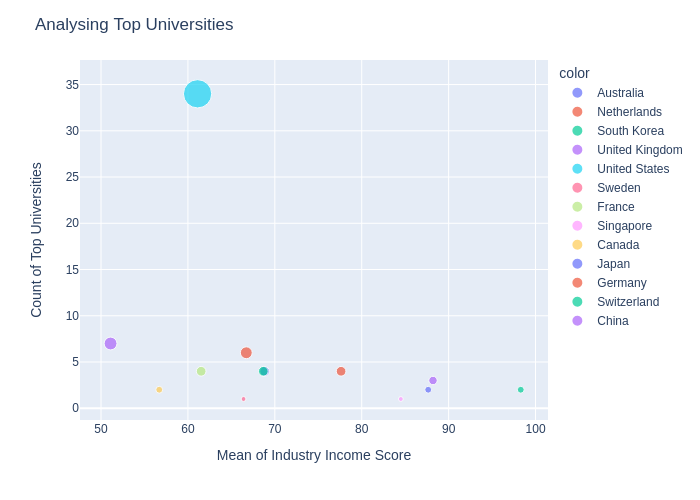 Analysing Top Universities
color
Australia
Netherlands
South Korea
United Kingdom
United States
Sweden
France
Singapore
Canada
Japan
Germany
Switzerland
China
Count of Top Universities
35
30
25
20
15
10
5
0
50 60 70 80 90 100
Mean of Industry Income Score